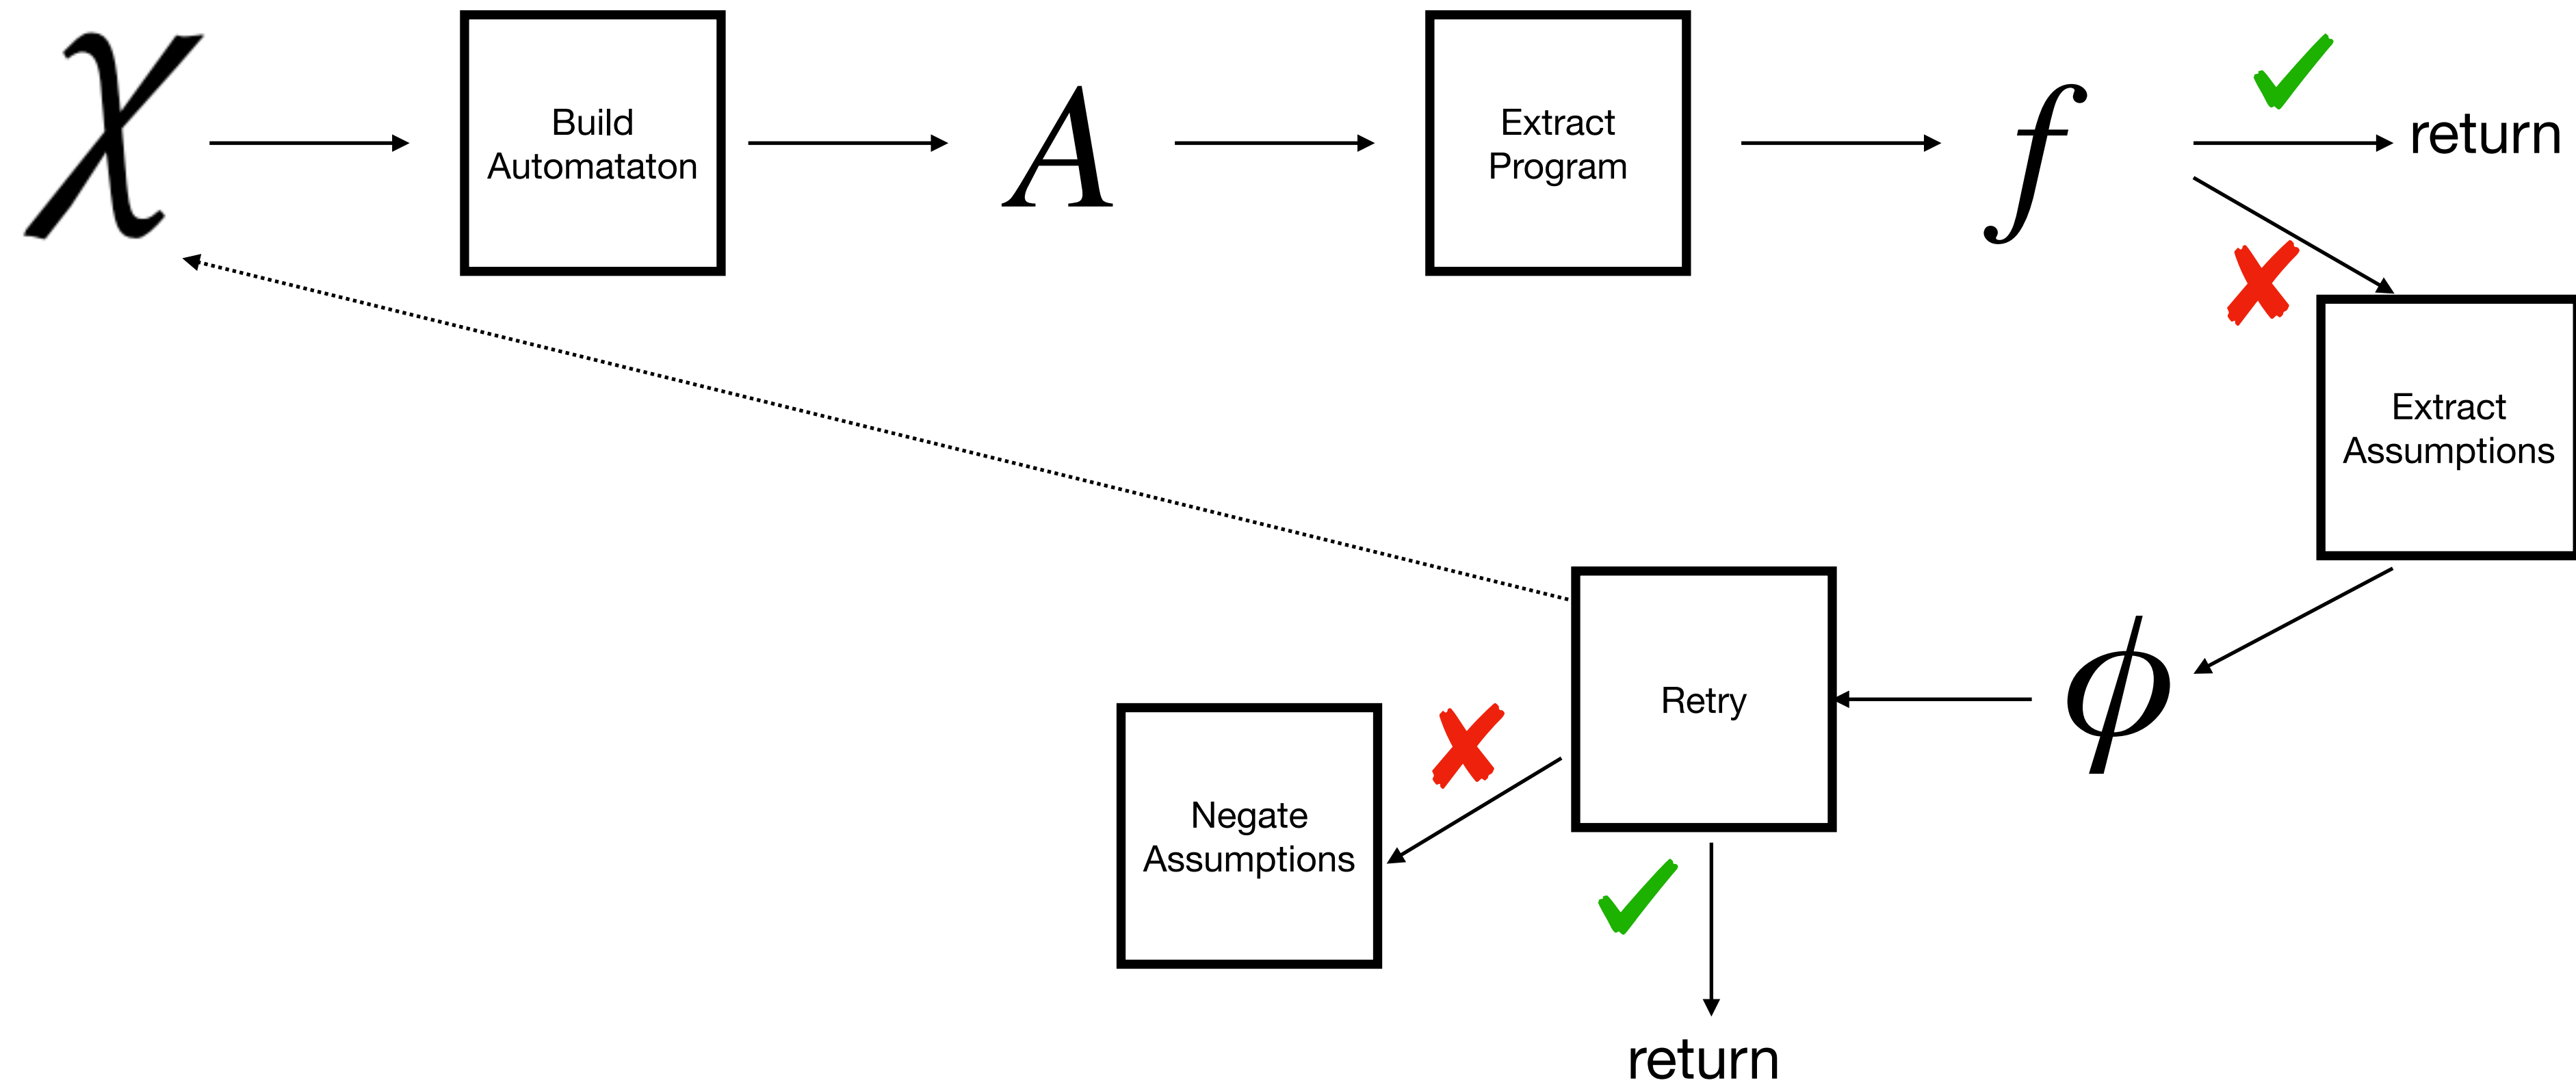 χ
Build
Automataton
A
Extract
Program
f
return
Extract
Assumptions
ϕ
Retry
Negate
Assumptions
return